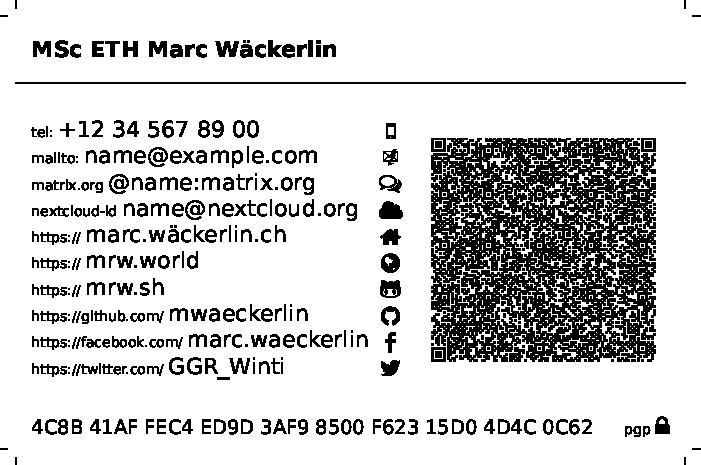 MSc ETH Marc Wäckerlin
tel: +12 34 567 89 00
mailto: name@example.com
matrix.org @name:matrix.org
nextcloud-id name@nextcloud.org
https:// marc.wäckerlin.ch
https:// mrw.world
https:// mrw.sh
https://github.com/ mwaeckerlin
https://facebook.com/ marc.waeckerlin
https://twitter.com/ GGR_Winti
4C8B 41AF FEC4 ED9D 3AF9 8500 F623 15D0 4D4C 0C62 pgp